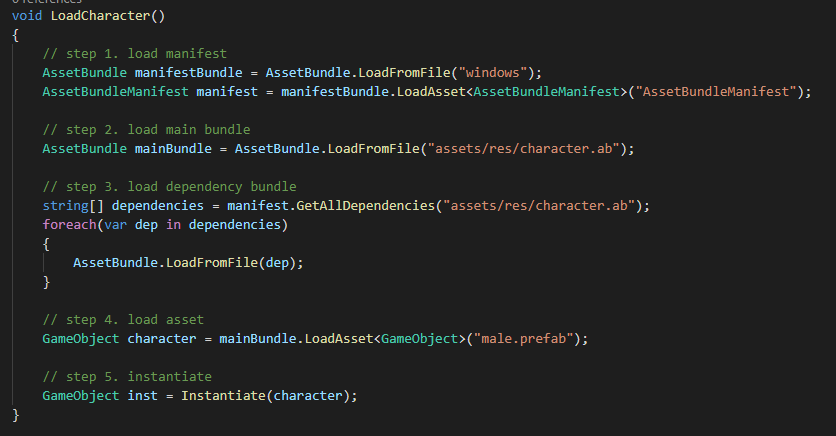 0 references
void LoadCharacter()
{
    // step 1. load manifest
    AssetBundle manifestBundle = AssetBundle.LoadFromFile("windows");
    AssetBundleManifest manifest = manifestBundle.LoadAsset<AssetBundleManifest>("AssetBundleManifest");

    // step 2. load main bundle
    AssetBundle mainBundle = AssetBundle.LoadFromFile("assets/res/character.ab");

    // step 3. load dependency bundle
    string[] dependencies = manifest.GetAllDependencies("assets/res/character.ab");
    foreach(var dep in dependencies)
    {
        AssetBundle.LoadFromFile(dep);
    }

    // step 4. load asset
    GameObject character = mainBundle.LoadAsset<GameObject>("male.prefab");

    // step 5. instantiate
    GameObject inst = Instantiate(character);
}